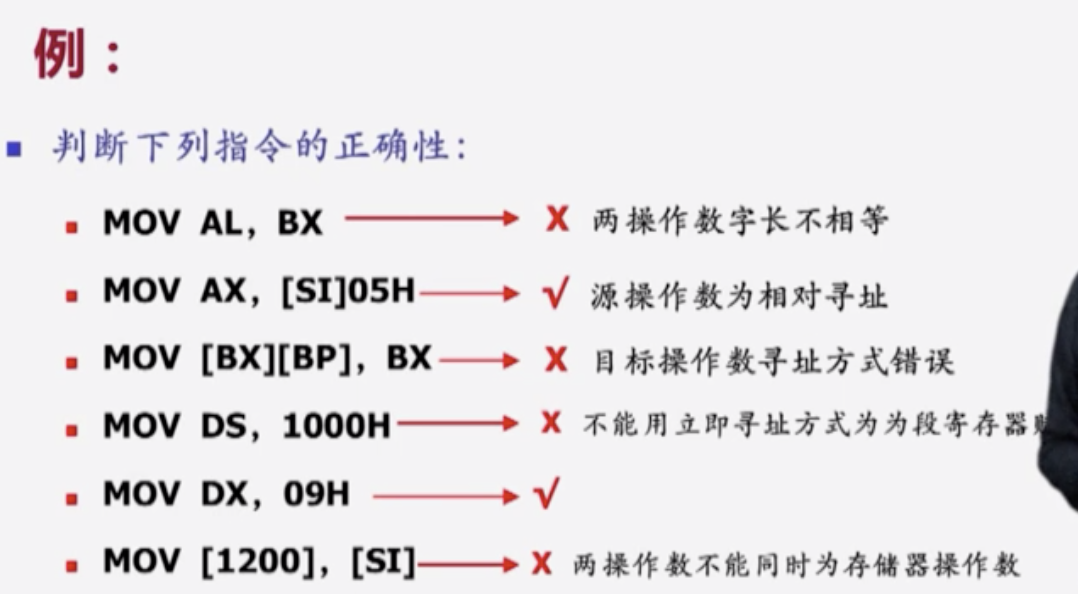 例：
判断下列指令的正确性：
MOV AL，BX X 两操作数字长不相等
MOV AX，[SI]05H √ 源操作数为相对寻址
MOV [BX][BP]，BX X 目标操作数寻址方式错误
MOV DS，1000H X 不能用立即寻址方式为为段寄存器
MOV DX，09H √
MOV [1200]，[SI] X 两操作数不能同时为存储器操作数